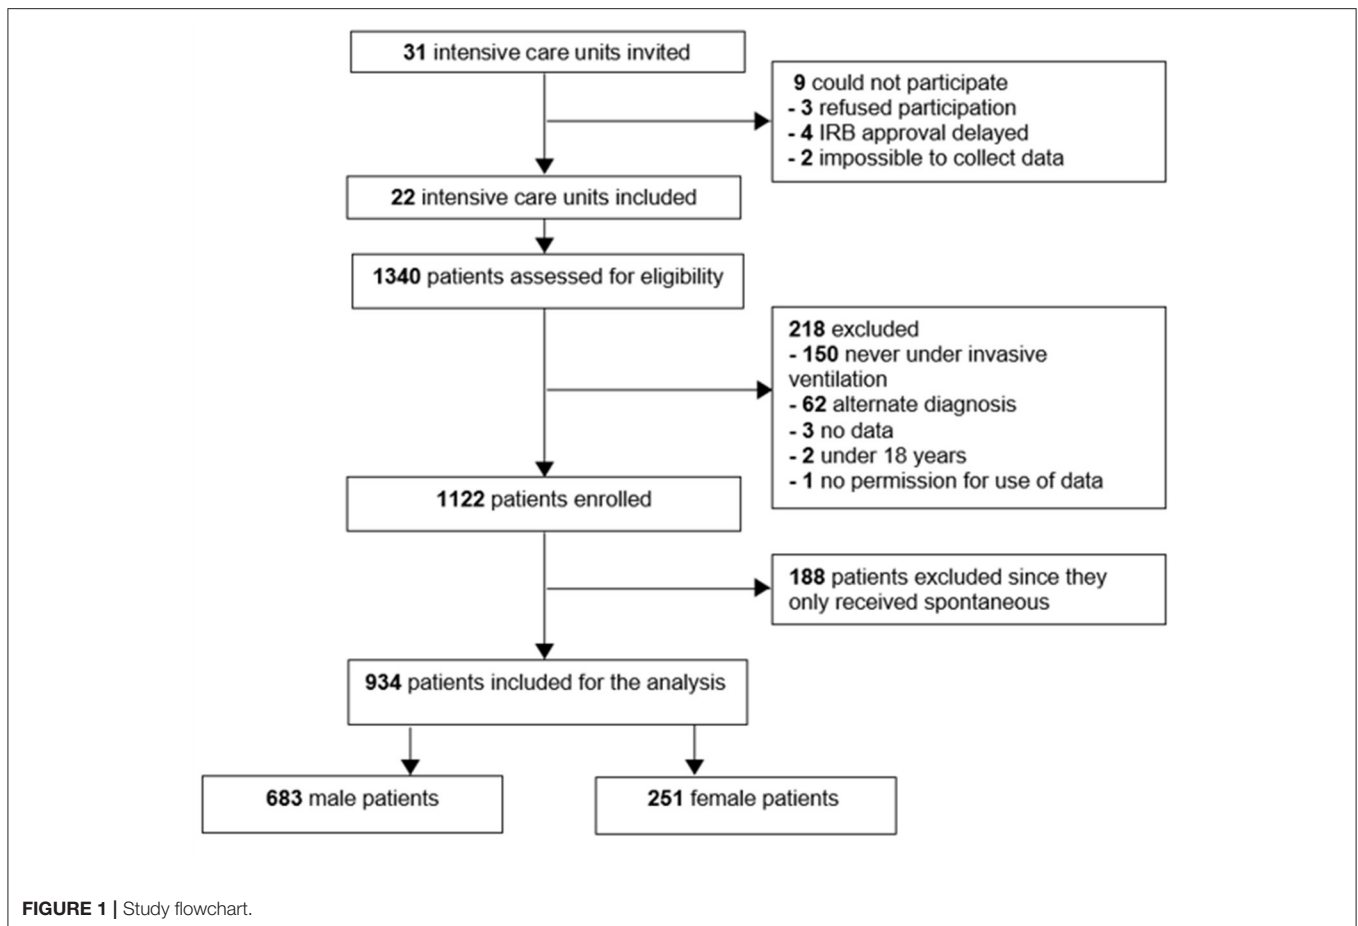 31 intensive care units invited
9 could not participate
- 3 refused participation
- 4 IRB approval delayed
- 2 impossible to collect data
22 intensive care units included
1340 patients assessed for eligibility
218 excluded
- 150 never under invasive
ventilation
- 62 alternate diagnosis
- 3 no data
- 2 under 18 years
- 1 no permission for use of data
1122 patients enrolled
188 patients excluded since they
only received spontaneous
934 patients included for the analysis
683 male patients
251 female patients
FIGURE 1 | Study flowchart.